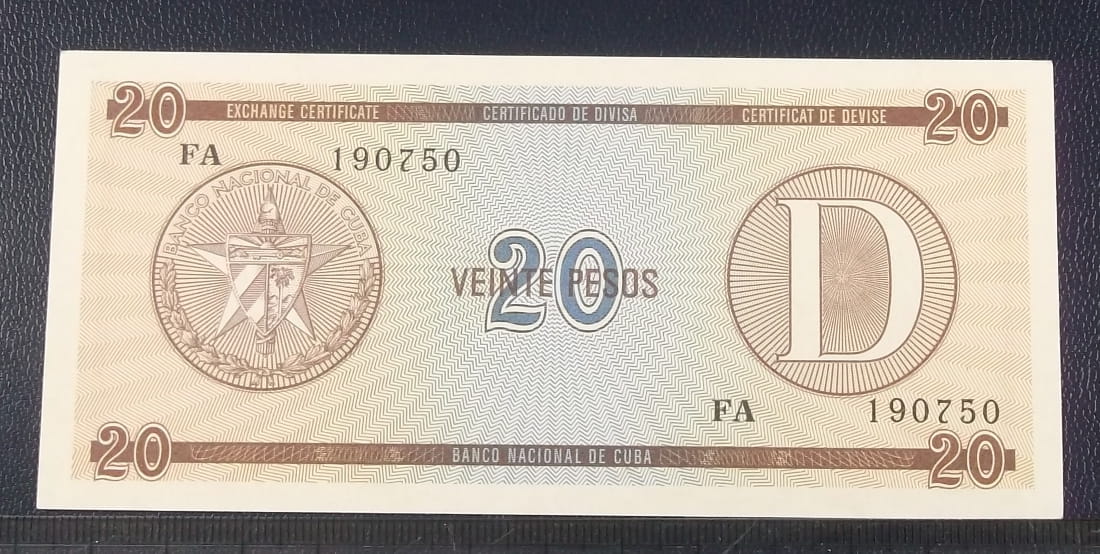 20 EXCHANGE CERTIFICATE CERTIFICADO DE DIVISA CERTIFICAT DE DEVISE 20
FA 190750
BANCO NACIONAL DE CUBA
20
VEINTE PESOS
D
FA 190750
20 BANCO NACIONAL DE CUBA 20